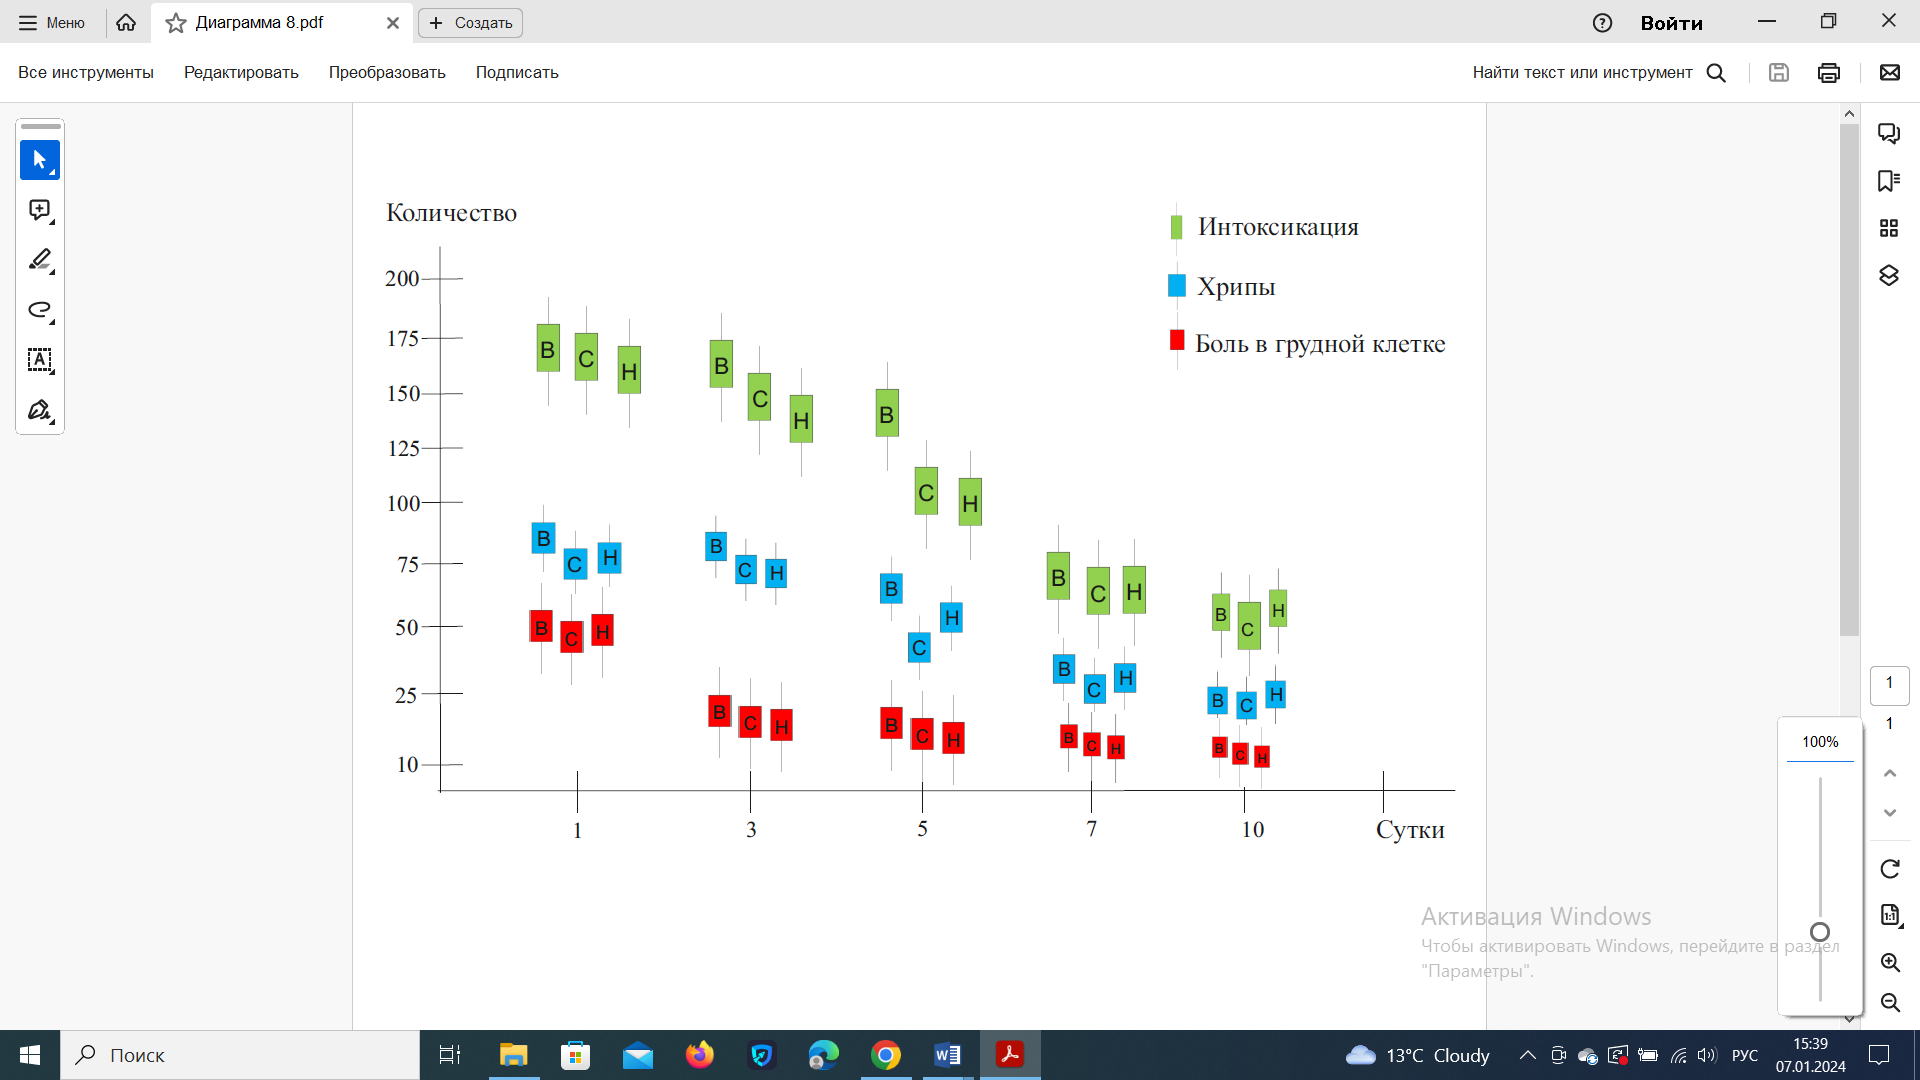 Меню
Диаграмма 8.pdf
Создать
Войти
Все инструменты Редактировать Преобразовать Подписать
Найти текст или инструмент
Количество
Интоксикация
Хрипы
Боль в грудной клетке
200
175
150
125
100
75
50
25
10
В С Н В С Н В С Н В С Н В С Н
В С Н В С Н В С Н В С Н В С Н
В С Н В С Н В С Н В С Н В С Н
1 3 5 7 10 Сутки
1
1
100%
1:1
Активация Windows
Чтобы активировать Windows, перейдите в раздел
"Параметры".
Поиск
13°C Cloudy
РУС
15:39
07.01.2024